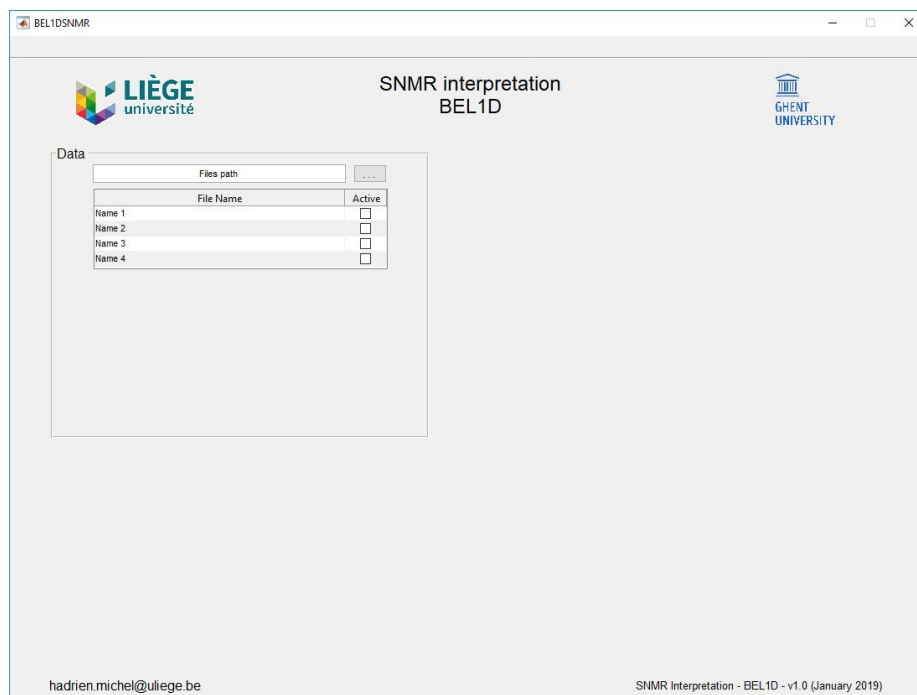 BEL1DSNMR
LIÈGE
université
SNMR interpretation
BEL1D
GHENT
UNIVERSITY
Data
Files path
...
File Name Active
Name 1
Name 2
Name 3
Name 4
hadrien.michel@uliege.be
SNMR Interpretation - BEL1D - v1.0 (January 2019)